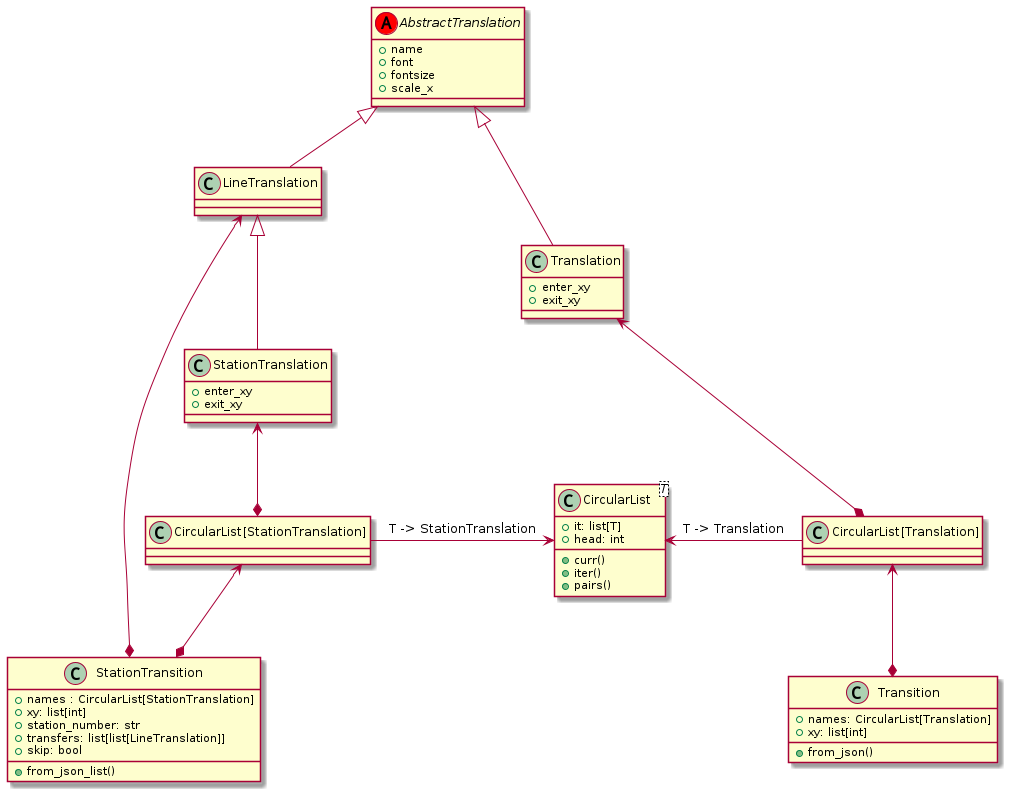 A AbstractTranslation
name
font
fontsize
scale_x
C LineTranslation
C Translation
enter_xy
exit_xy
C StationTranslation
enter_xy
exit_xy
C CircularList T
it: list[T]
head: int
curr()
iter()
pairs()
C CircularList[StationTranslation]
T -> StationTranslation
T -> Translation
C CircularList[Translation]
C StationTransition
names : CircularList[StationTranslation]
xy: list[int]
station_number: str
transfers: list[list[LineTranslation]]
skip: bool
from_json_list()
C Transition
names: CircularList[Translation]
xy: list[int]
from_json()